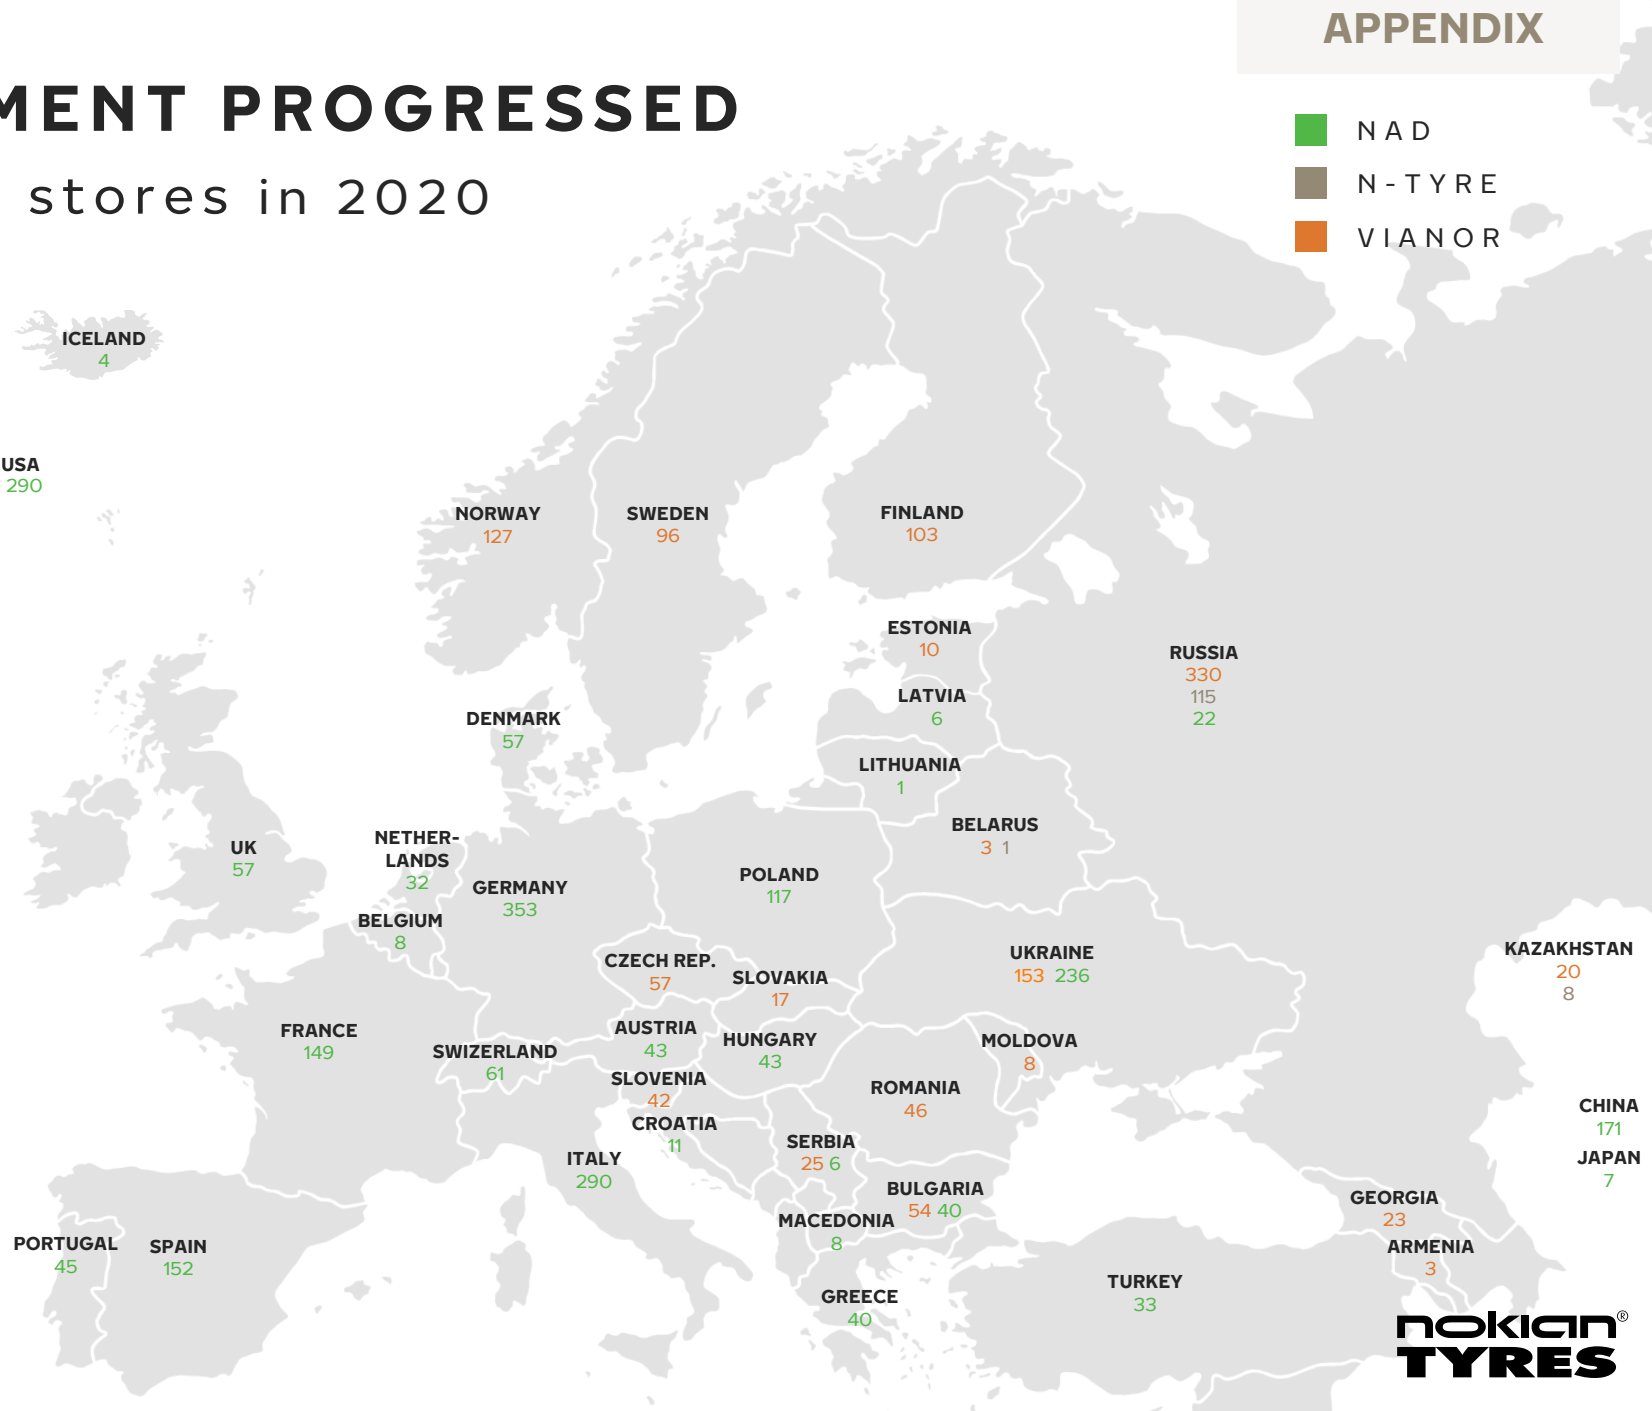 APPENDIX
MENT PROGRESSED
stores in 2020
NAD
N-TYRE
VIANOR
ICELAND
4
USA
290
NORWAY
127
SWEDEN
96
FINLAND
103
ESTONIA
10
RUSSIA
330
115
22
LATVIA
6
DENMARK
57
LITHUANIA
1
BELARUS
3 1
UK
57
NETHER-
LANDS
32
GERMANY
353
POLAND
117
BELGIUM
8
CZECH REP.
57
SLOVAKIA
17
UKRAINE
153 236
KAZAKHSTAN
20
8
FRANCE
149
SWIZERLAND
61
AUSTRIA
43
HUNGARY
43
MOLDOVA
8
SLOVENIA
42
ROMANIA
46
CROATIA
11
CHINA
171
JAPAN
7
ITALY
290
SERBIA
25 6
BULGARIA
54 40
MACEDONIA
8
GEORGIA
23
ARMENIA
3
PORTUGAL
45
SPAIN
152
GREECE
40
TURKEY
33
nokian®
TYRES